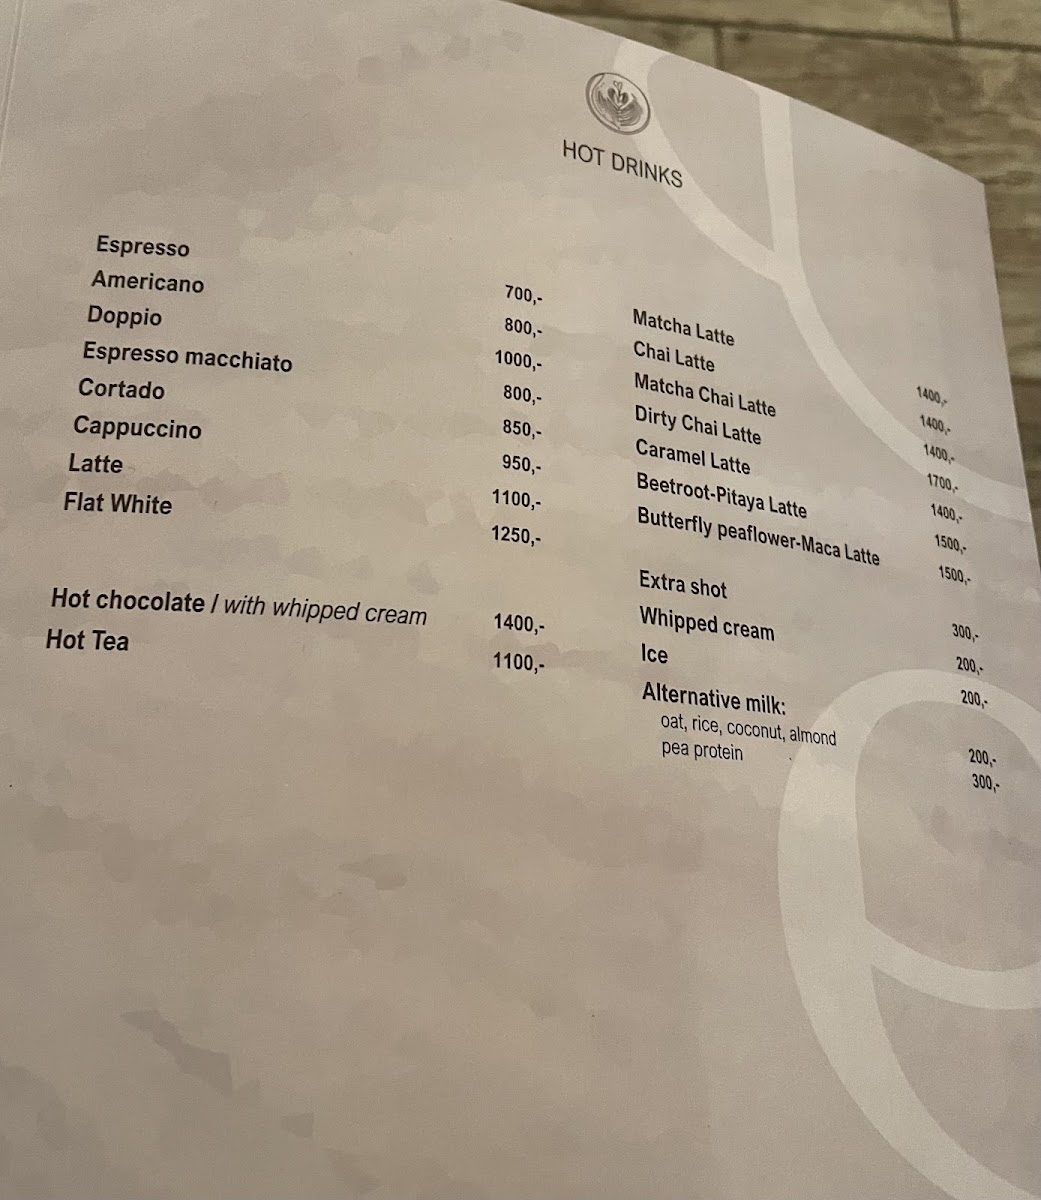 HOT DRINKS
Espresso 700,-
Americano 800,-
Doppio 1000,-
Espresso macchiato 800,-
Cortado 850,-
Cappuccino 950,-
Latte 1100,-
Flat White 1250,-
Hot chocolate / with whipped cream 1400,-
Hot Tea 1100,-
Matcha Latte 1400,-
Chai Latte 1400,-
Matcha Chai Latte 1400,-
Dirty Chai Latte 1700,-
Caramel Latte 1400,-
Beetroot-Pitaya Latte 1500,-
Butterfly peaflower-Maca Latte 1500,-
Extra shot 300,-
Whipped cream 200,-
Ice 200,-
Alternative milk:
oat, rice, coconut, almond 200,-
pea protein 300,-